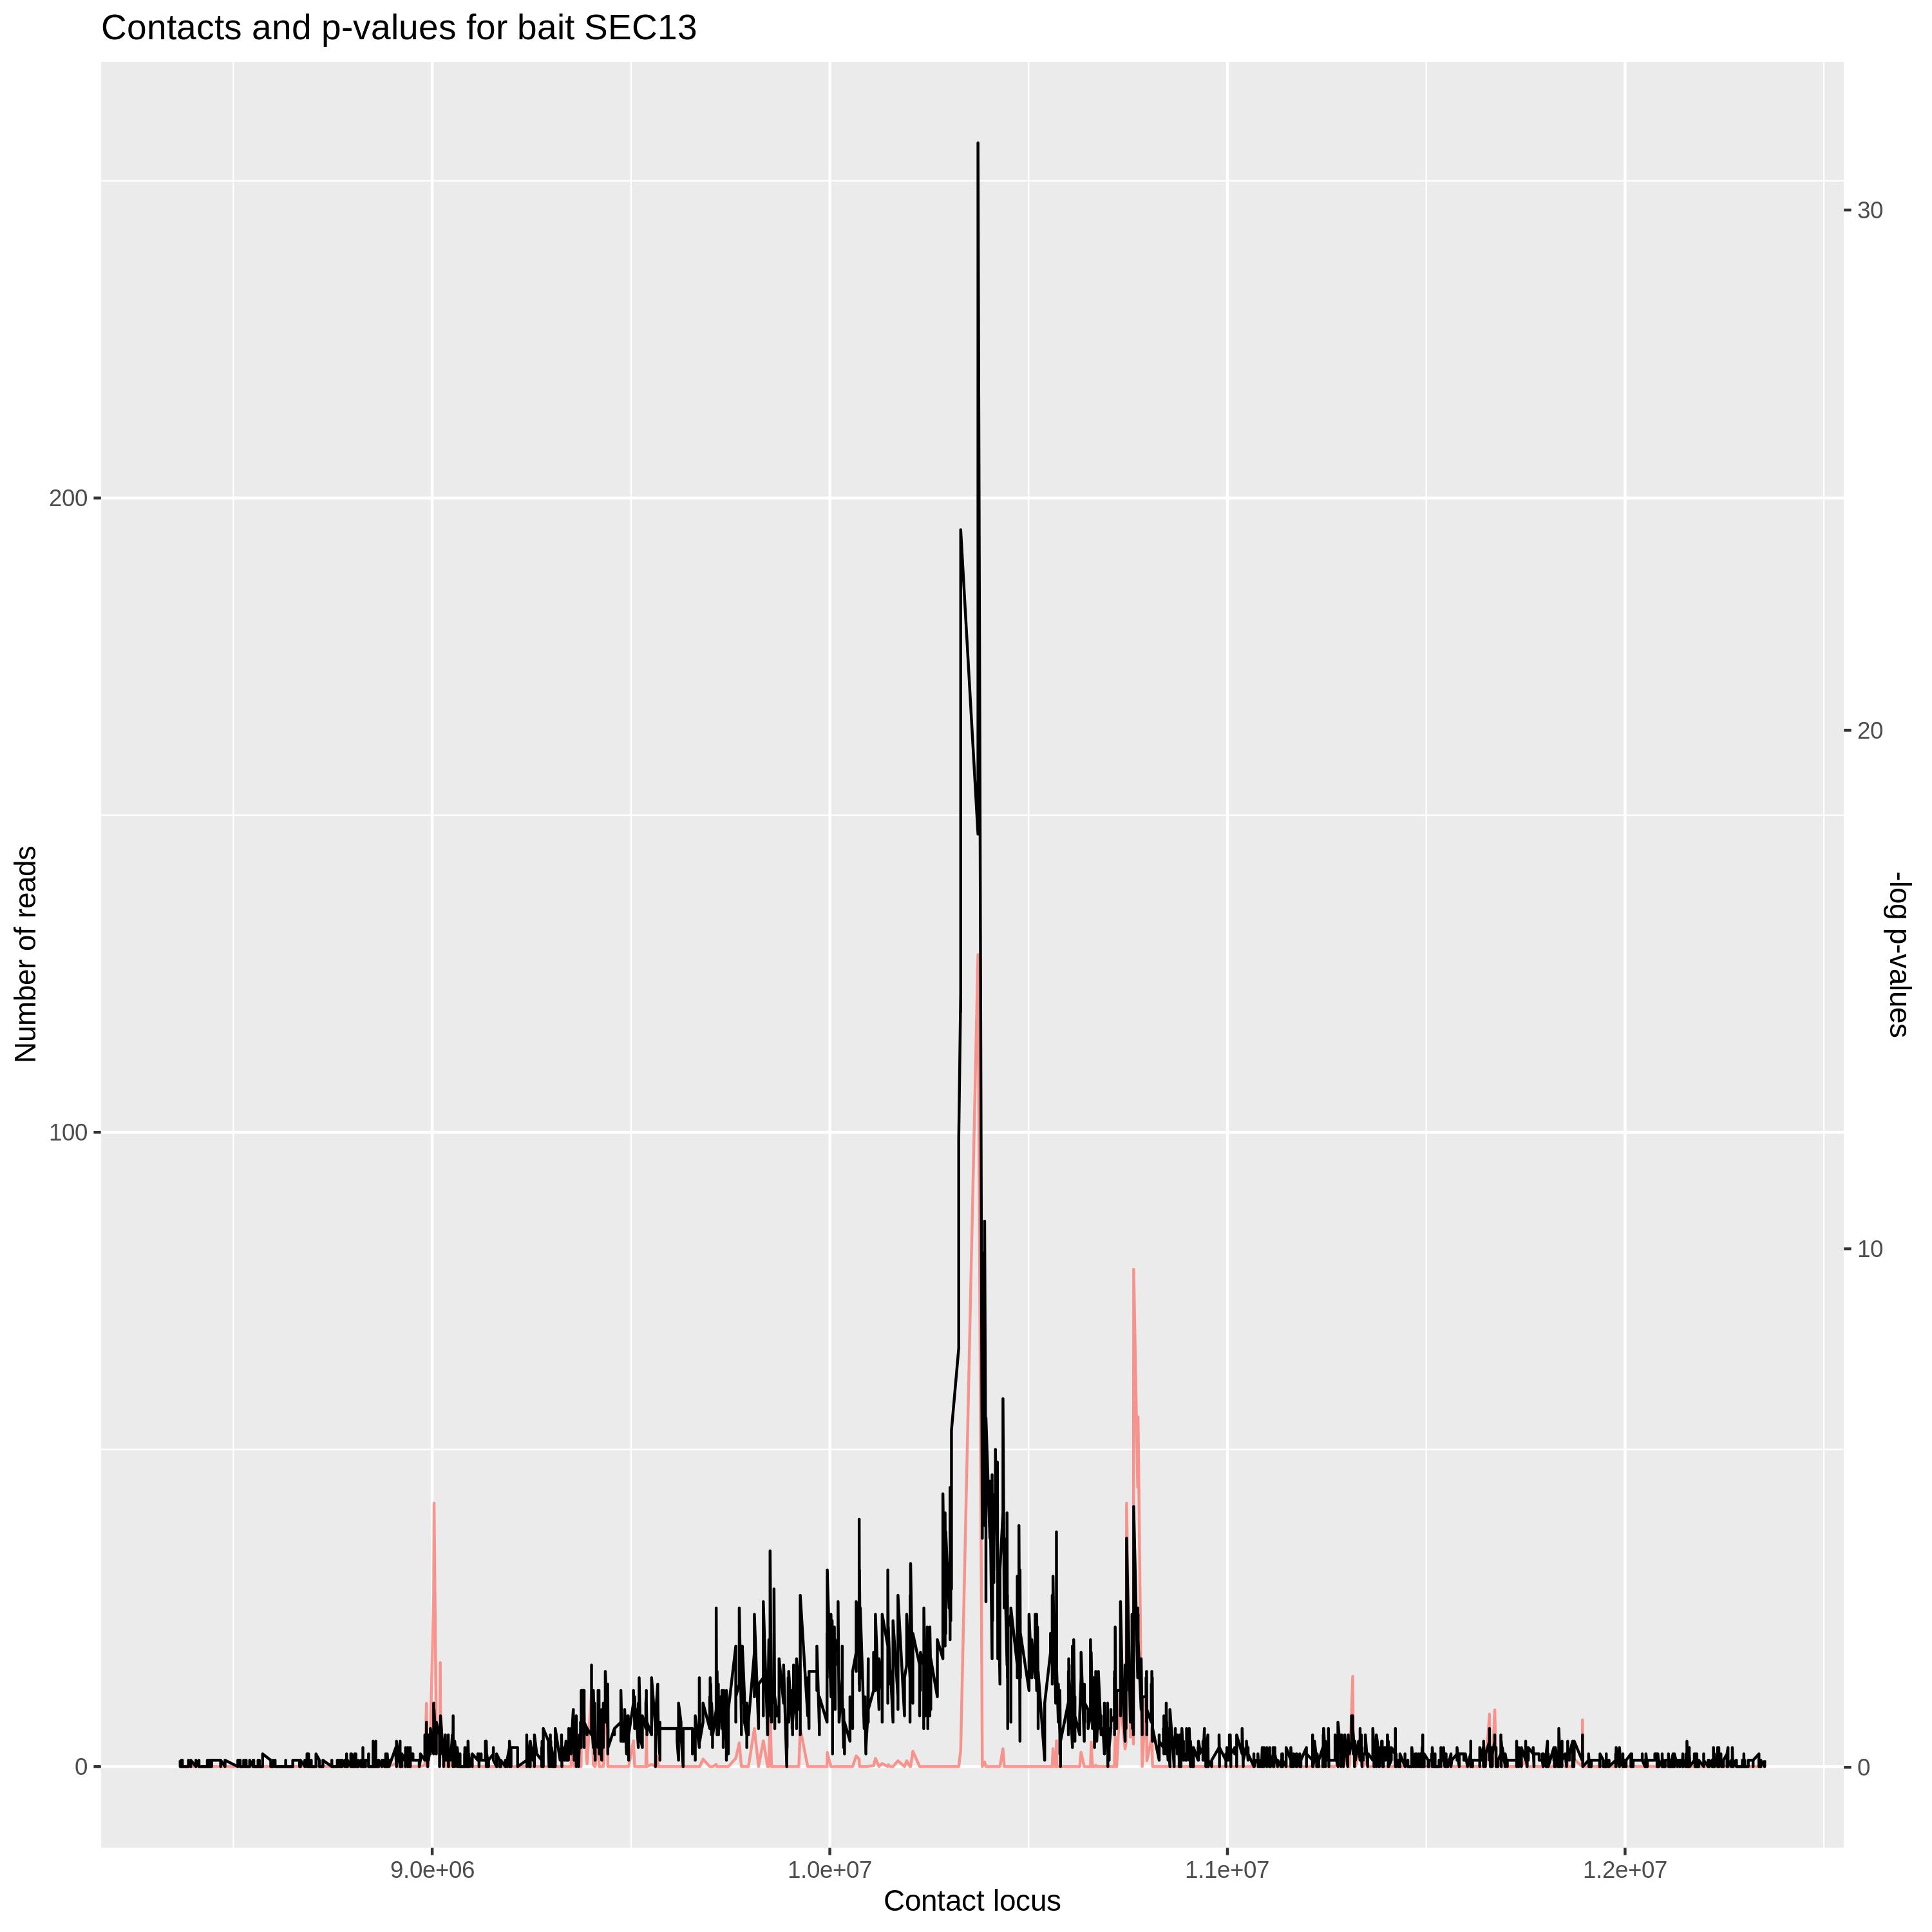 Contacts and p-values for bait SEC13
Number of reads
200
100
0
30
20
10
0
-log p-values
9.0e+06
1.0e+07
1.1e+07
1.2e+07
Contact locus